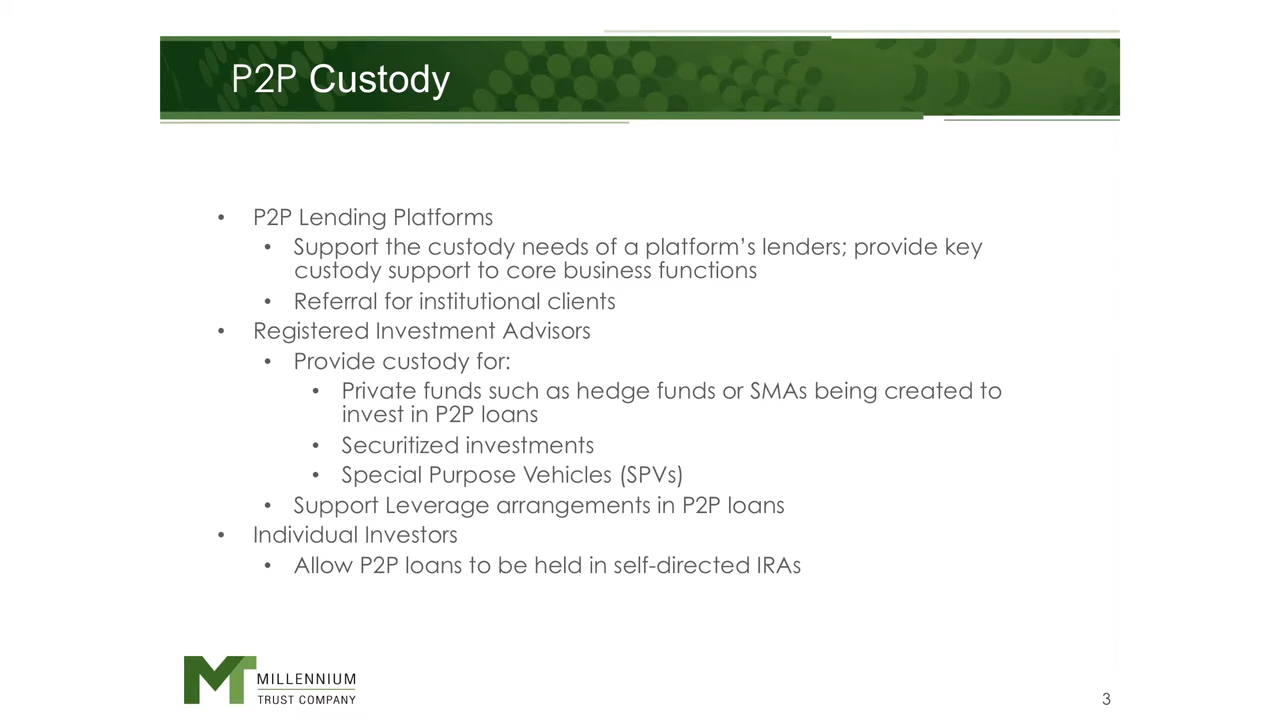 P2P Custody
• P2P Lending Platforms
• Support the custody needs of a platform’s lenders; provide key
custody support to core business functions
• Referral for institutional clients
• Registered Investment Advisors
• Provide custody for:
• Private funds such as hedge funds or SMAs being created to
invest in P2P loans
• Securitized investments
• Special Purpose Vehicles (SPVs)
• Support Leverage arrangements in P2P loans
• Individual Investors
• Allow P2P loans to be held in self-directed IRAs
MT
MILLENNIUM
TRUST COMPANY
3